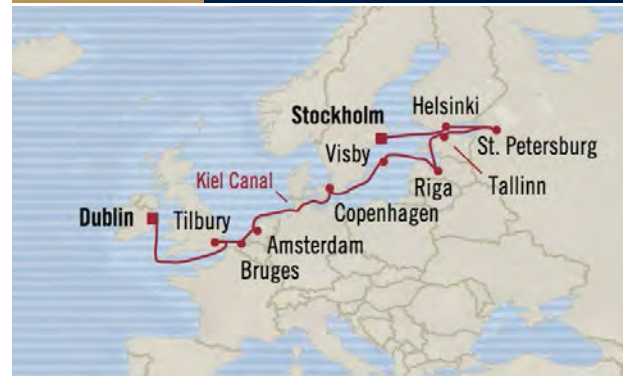 Helsinki
Stockholm
St. Petersburg
Visby
Kiel Canal
Riga
Tallinn
Dublin
Tilbury
Copenhagen
Amsterdam
Bruges